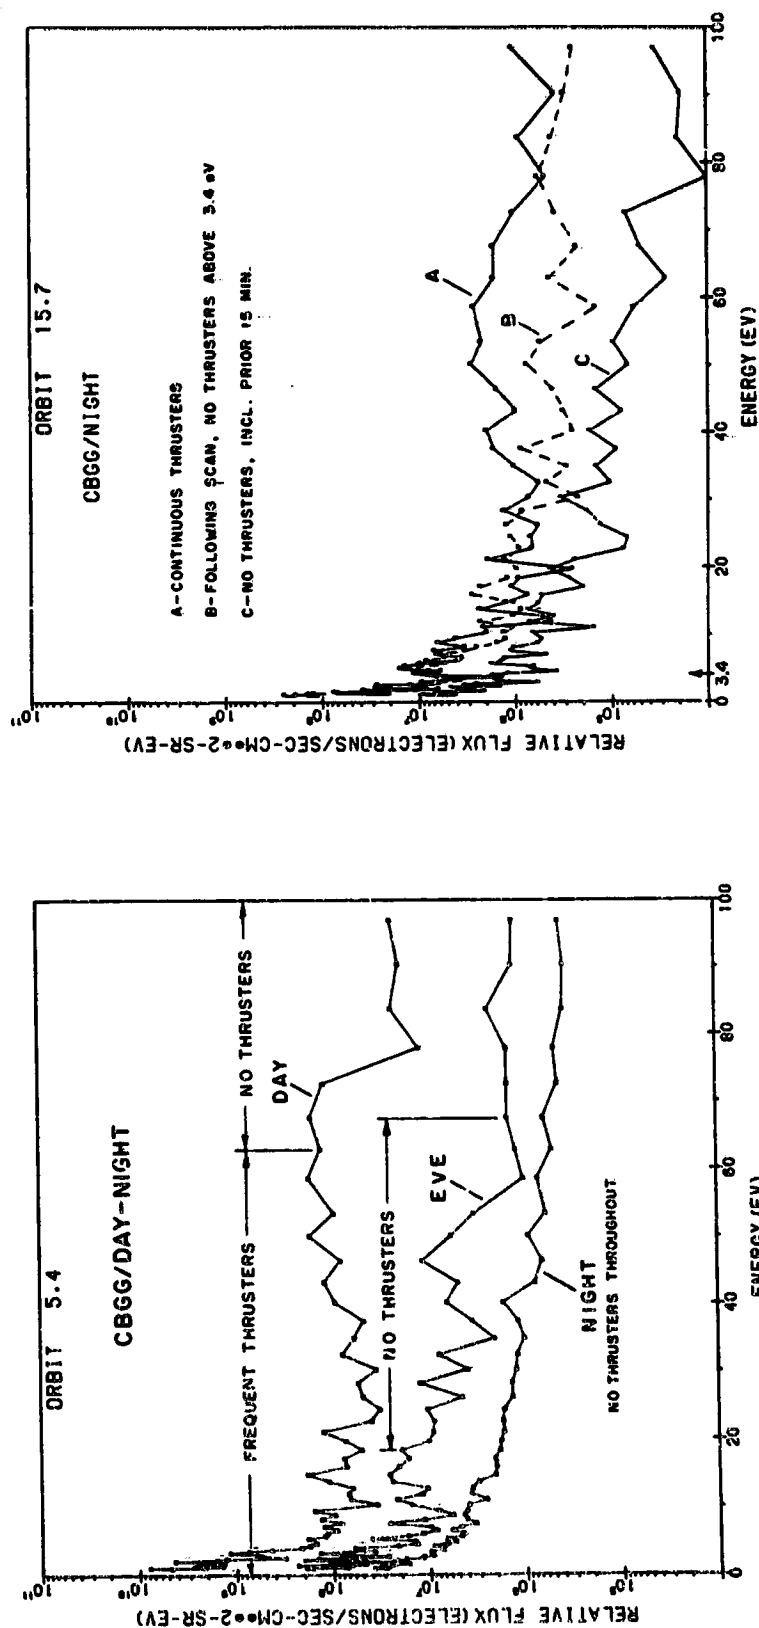 ORBIT 15.7
CBGG/NIGHT
A-CONTINUOUS THRUSTERS
B-FOLLOWING SCAN, NO THRUSTERS ABOVE 3.4 eV
C-NO THRUSTERS, INCL. PRIOR 15 MIN.
A
B
C
RELATIVE FLUX (ELECTRONS/SEC-CM**2-SR-EV)
0
3.4
20
40
60
80
100
ENERGY (EV)
ORBIT 5.4
CBGG/DAY-NIGHT
FREQUENT THRUSTERS
NO THRUSTERS
DAY
NO THRUSTERS
EVE
NIGHT
NO THRUSTERS THROUGHOUT
RELATIVE FLUX (ELECTRONS/SEC-CM**2-SR-EV)
0
20
40
60
80
100
ENERGY (EV)